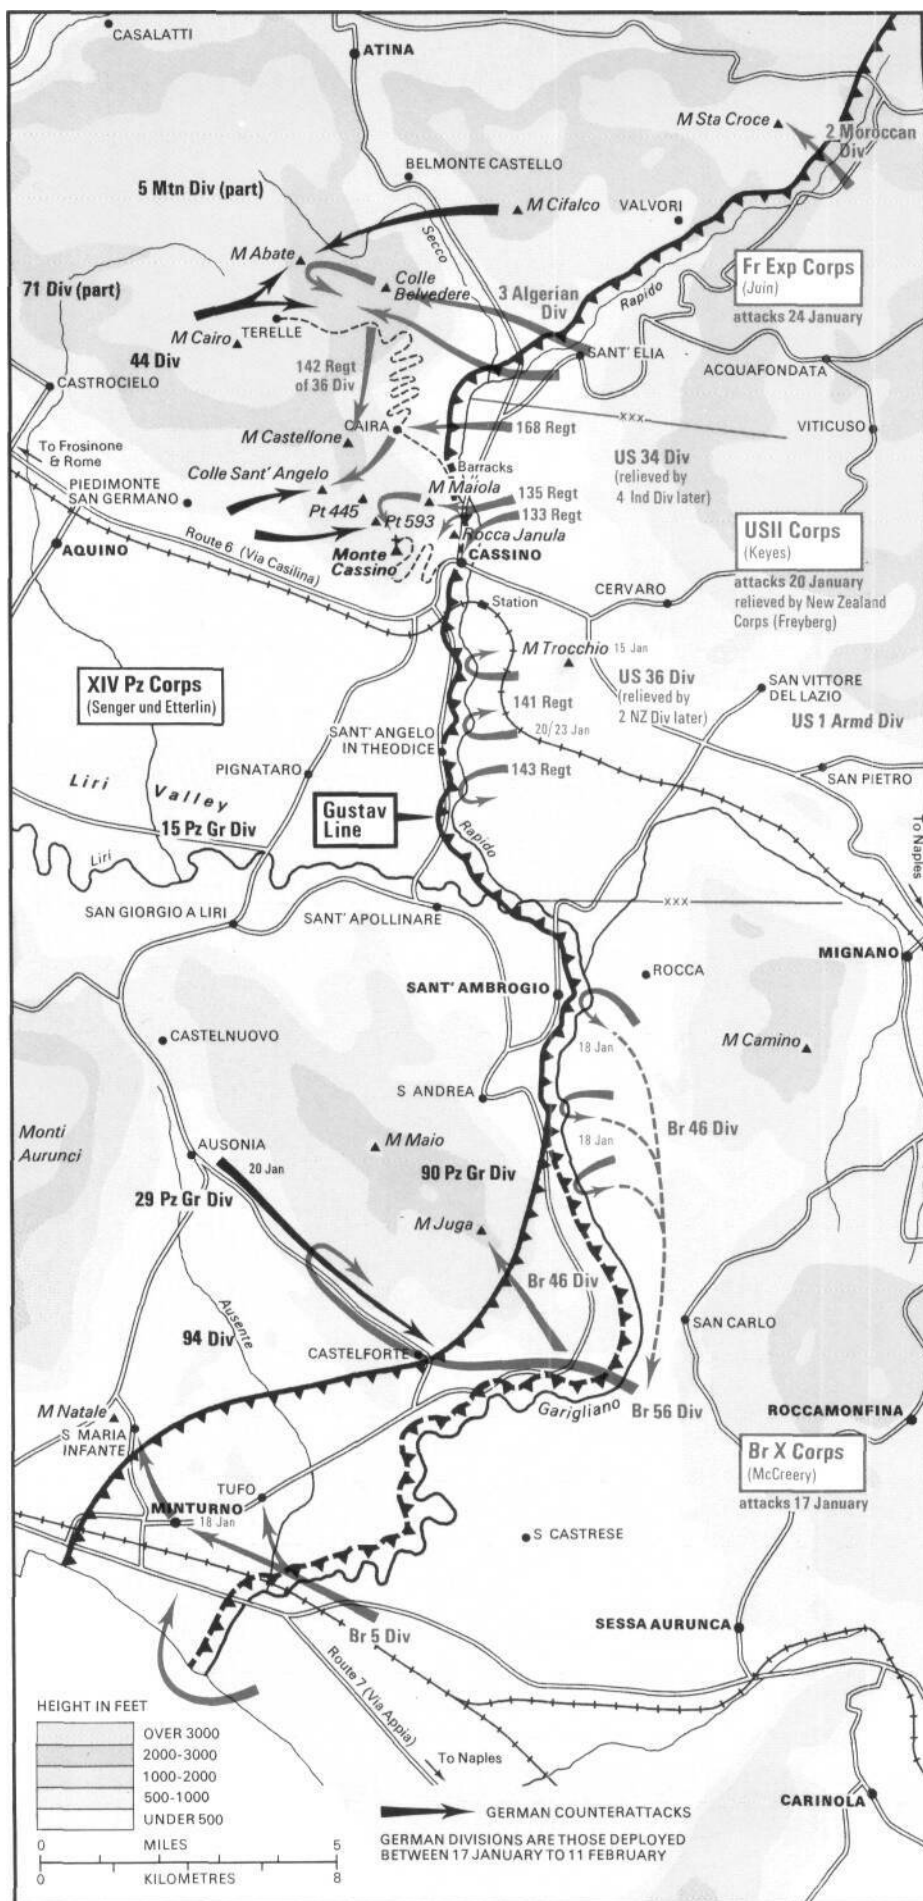 CASALATTI
ATINA
M Sta Croce
2 Moroccan
Div
BELMONTE CASTELLO
5 Mtn Div (part)
M Cifalco
VALVORI
Secco
M Abate
Colle
Belvedere
Fr Exp Corps
(Juin)
attacks 24 January
71 Div (part)
3 Algerian
Div
Rapido
TERELLE
M Cairo
SANT' ELIA
ACQUAFONDATA
44 Div
142 Regt
of 36 Div
CASTROCIELO
xxx
CAIRA
168 Regt
VITICUSO
To Frosinone
& Rome
M Castellone
Barracks
US 34 Div
(relieved by
4 Ind Div later)
Colle Sant' Angelo
M Maiola
135 Regt
PIEDIMONTE
SAN GERMANO
Pt 445
Pt 593
133 Regt
Rocca Janula
USII Corps
(Keyes)
attacks 20 January
relieved by New Zealand
Corps (Freyberg)
AQUINO
Route 6 (Via Casilina)
Monte
Cassino
CASSINO
CERVARO
Station
M Trocchio 15 Jan
XIV Pz Corps
(Senger und Etterlin)
US 36 Div
(relieved by
2 NZ Div later)
SAN VITTORE
DEL LAZIO
US 1 Armd Div
141 Regt
20/23 Jan
SANT' ANGELO
IN THEODICE
PIGNATARO
143 Regt
SAN PIETRO
Liri Valley
Gustav
Line
15 Pz Gr Div
Rapido
To Naples
Liri
SAN GIORGIO A LIRI
SANT' APOLLINARE
xxx
MIGNANO
ROCCA
SANT' AMBROGIO
CASTELNUOVO
18 Jan
M Camino
S ANDREA
Monti
Aurunci
AUSONIA
20 Jan
M Maio
18 Jan
Br 46 Div
90 Pz Gr Div
29 Pz Gr Div
M Juga
Br 46 Div
Ausente
94 Div
CASTELFORTE
SAN CARLO
Garigliano
Br 56 Div
ROCCAMONFINA
M Natale
S MARIA
INFANTE
Br X Corps
(McCreery)
attacks 17 January
TUFO
MINTURNO
18 Jan
S CASTRESE
Br 5 Div
SESSA AURUNCA
Route 7 (Via Appia)
To Naples
CARINOLA
HEIGHT IN FEET
OVER 3000
2000-3000
1000-2000
500-1000
UNDER 500
0 MILES 5
0 KILOMETRES 8
GERMAN COUNTERATTACKS
GERMAN DIVISIONS ARE THOSE DEPLOYED
BETWEEN 17 JANUARY TO 11 FEBRUARY